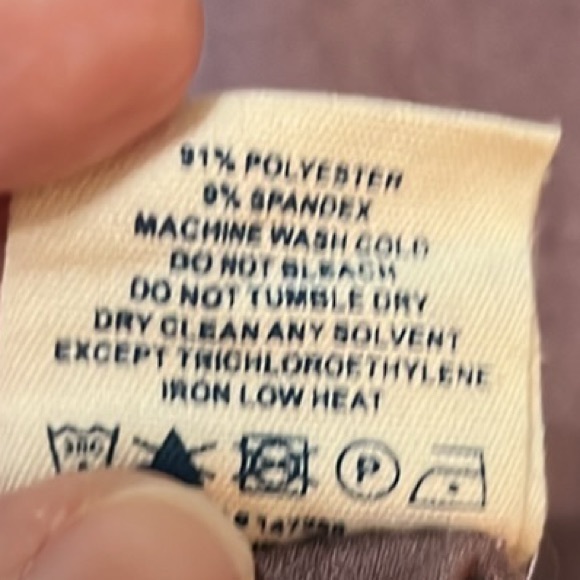 91% POLYESTER
9% SPANDEX
MACHINE WASH COLD
DO NOT BLEACH
DO NOT TUMBLE DRY
DRY CLEAN ANY SOLVENT
EXCEPT TRICHLOROETHYLENE
IRON LOW HEAT
P